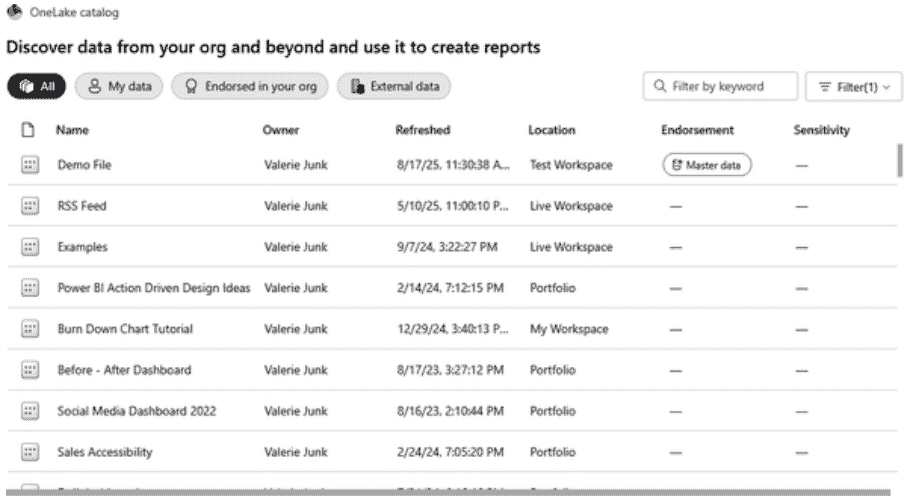 OneLake catalog
Discover data from your org and beyond and use it to create reports
All My data Endorsed in your org External data Filter by keyword Filter(1)
Name Owner Refreshed Location Endorsement Sensitivity
Demo File Valerie Junk 8/17/25, 11:30:38 A... Test Workspace Master data —
RSS Feed Valerie Junk 5/10/25, 11:00:10 P... Live Workspace — —
Examples Valerie Junk 9/7/24, 3:22:27 PM Live Workspace — —
Power BI Action Driven Design Ideas Valerie Junk 2/14/24, 7:12:15 PM Portfolio — —
Burn Down Chart Tutorial Valerie Junk 12/29/24, 3:40:13 P... My Workspace — —
Before - After Dashboard Valerie Junk 8/17/23, 3:27:12 PM Portfolio — —
Social Media Dashboard 2022 Valerie Junk 8/16/23, 2:10:44 PM Portfolio — —
Sales Accessibility Valerie Junk 2/24/24, 7:05:20 PM Portfolio — —